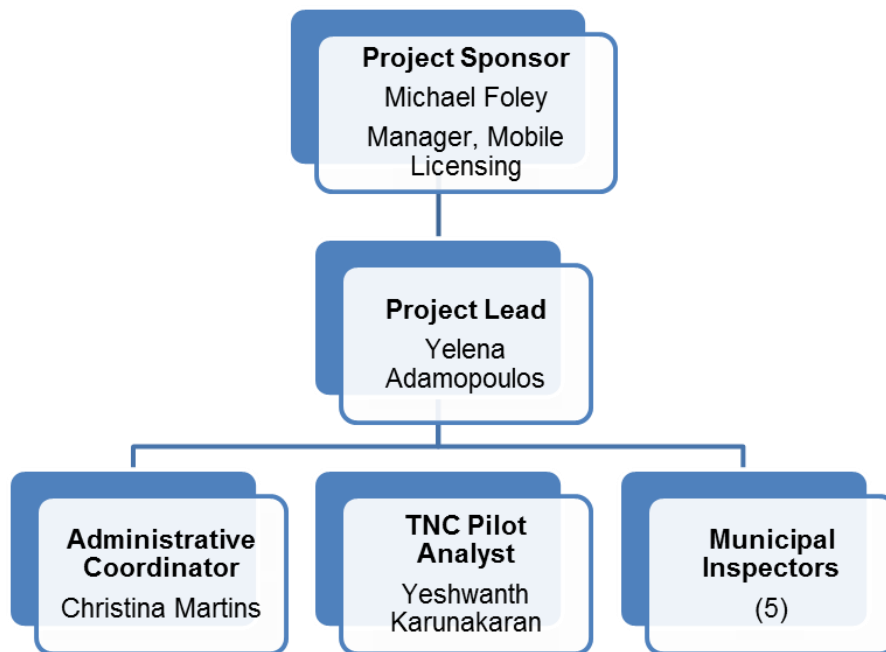 Project Sponsor
Michael Foley
Manager, Mobile
Licensing
Project Lead
Yelena
Adamopoulos
Administrative
Coordinator
Christina Martins
TNC Pilot
Analyst
Yeshwanth
Karunakaran
Municipal
Inspectors
(5)